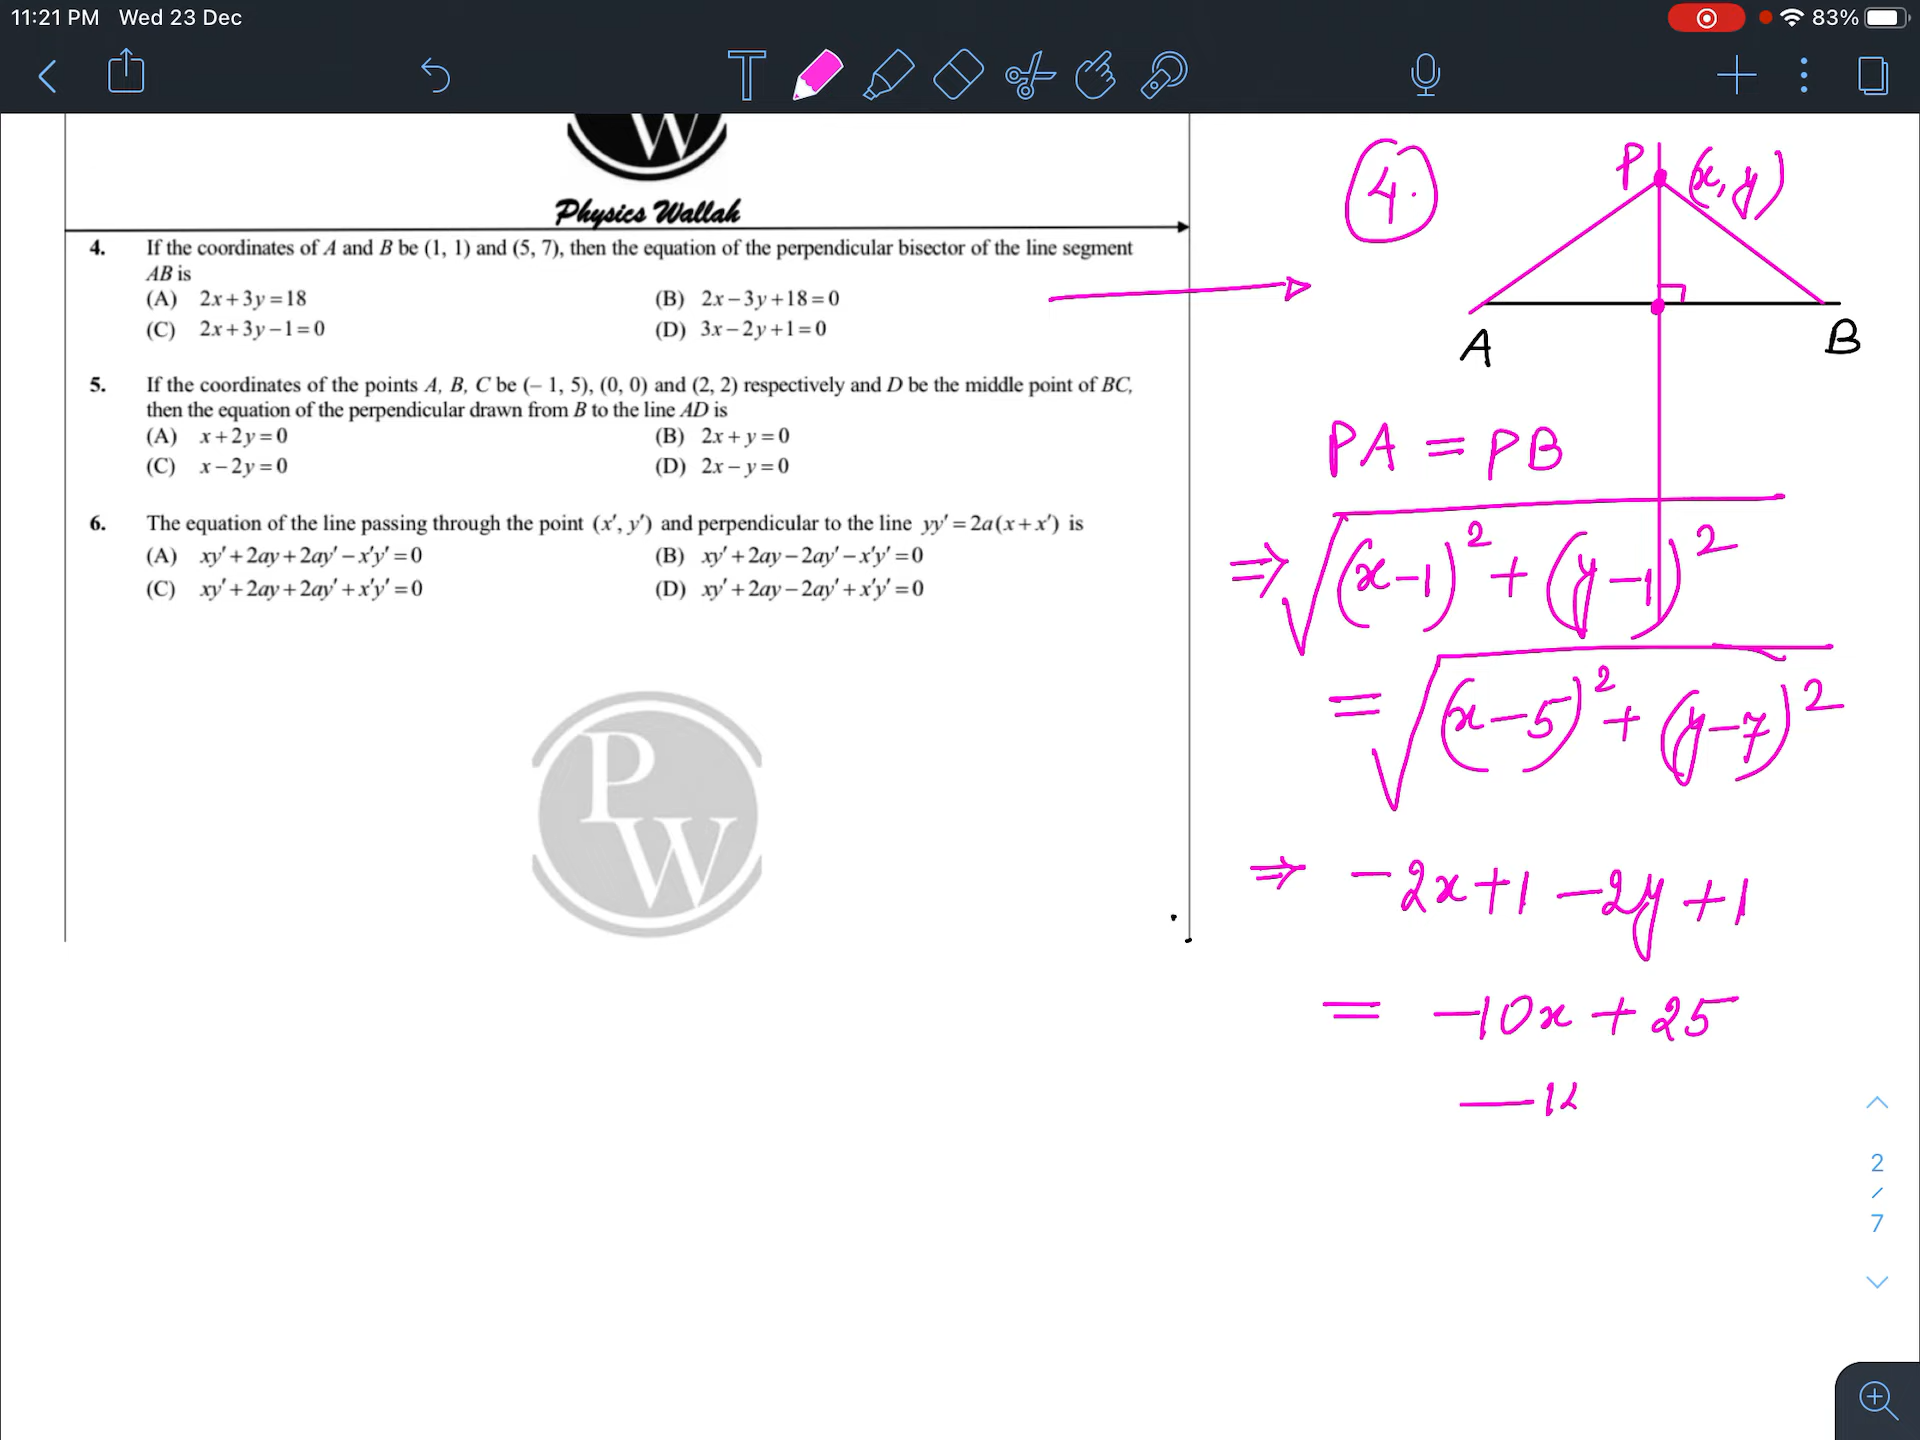 11:21 PM Wed 23 Dec
83%
T
W
Physics Wallah
4. If the coordinates of A and B be (1, 1) and (5, 7), then the equation of the perpendicular bisector of the line segment
AB is
(A) 2x+3y=18 (B) 2x−3y+18=0
(C) 2x+3y−1=0 (D) 3x−2y+1=0
5. If the coordinates of the points A, B, C be (− 1, 5), (0, 0) and (2, 2) respectively and D be the middle point of BC,
then the equation of the perpendicular drawn from B to the line AD is
(A) x+2y=0 (B) 2x+y=0
(C) x−2y=0 (D) 2x−y=0
6. The equation of the line passing through the point (x′, y′) and perpendicular to the line yy′=2a(x+x′) is
(A) xy′+2ay+2ay′−x′y′=0 (B) xy′+2ay−2ay′−x′y′=0
(C) xy′+2ay+2ay′+x′y′=0 (D) xy′+2ay−2ay′+x′y′=0
P
W
4.
P (x, y)
A B
PA = PB
⇒ √(x−1)² + (y−1)²
= √(x−5)² + (y−7)²
⇒ −2x+1 −2y+1
= −10x + 25
2
/
7